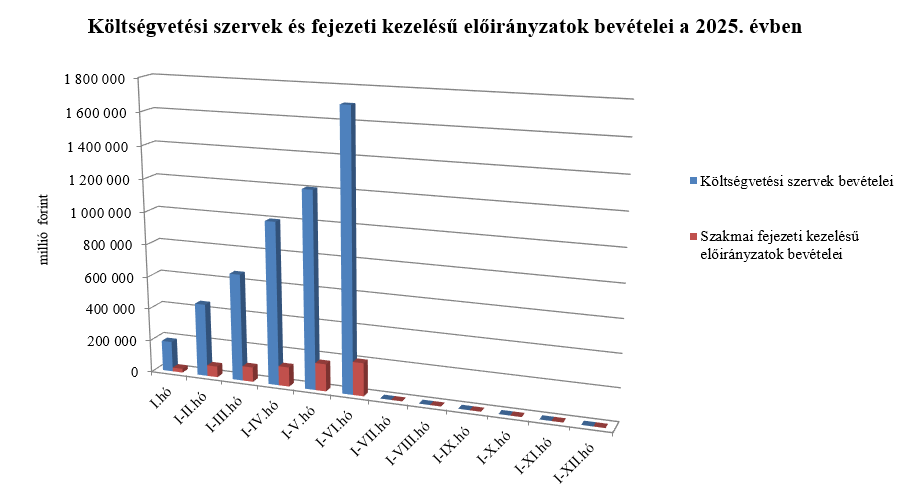 Költségvetési szervek és fejezeti kezelésű előirányzatok bevételei a 2025. évben
millió forint
1 800 000
1 600 000
1 400 000
1 200 000
1 000 000
800 000
600 000
400 000
200 000
0
I.hó
I-II.hó
I-III.hó
I-IV.hó
I-V.hó
I-VI.hó
I-VII.hó
I-VIII.hó
I-IX.hó
I-X.hó
I-XI.hó
I-XII.hó
Költségvetési szervek bevételei
Szakmai fejezeti kezelésű
előirányzatok bevételei